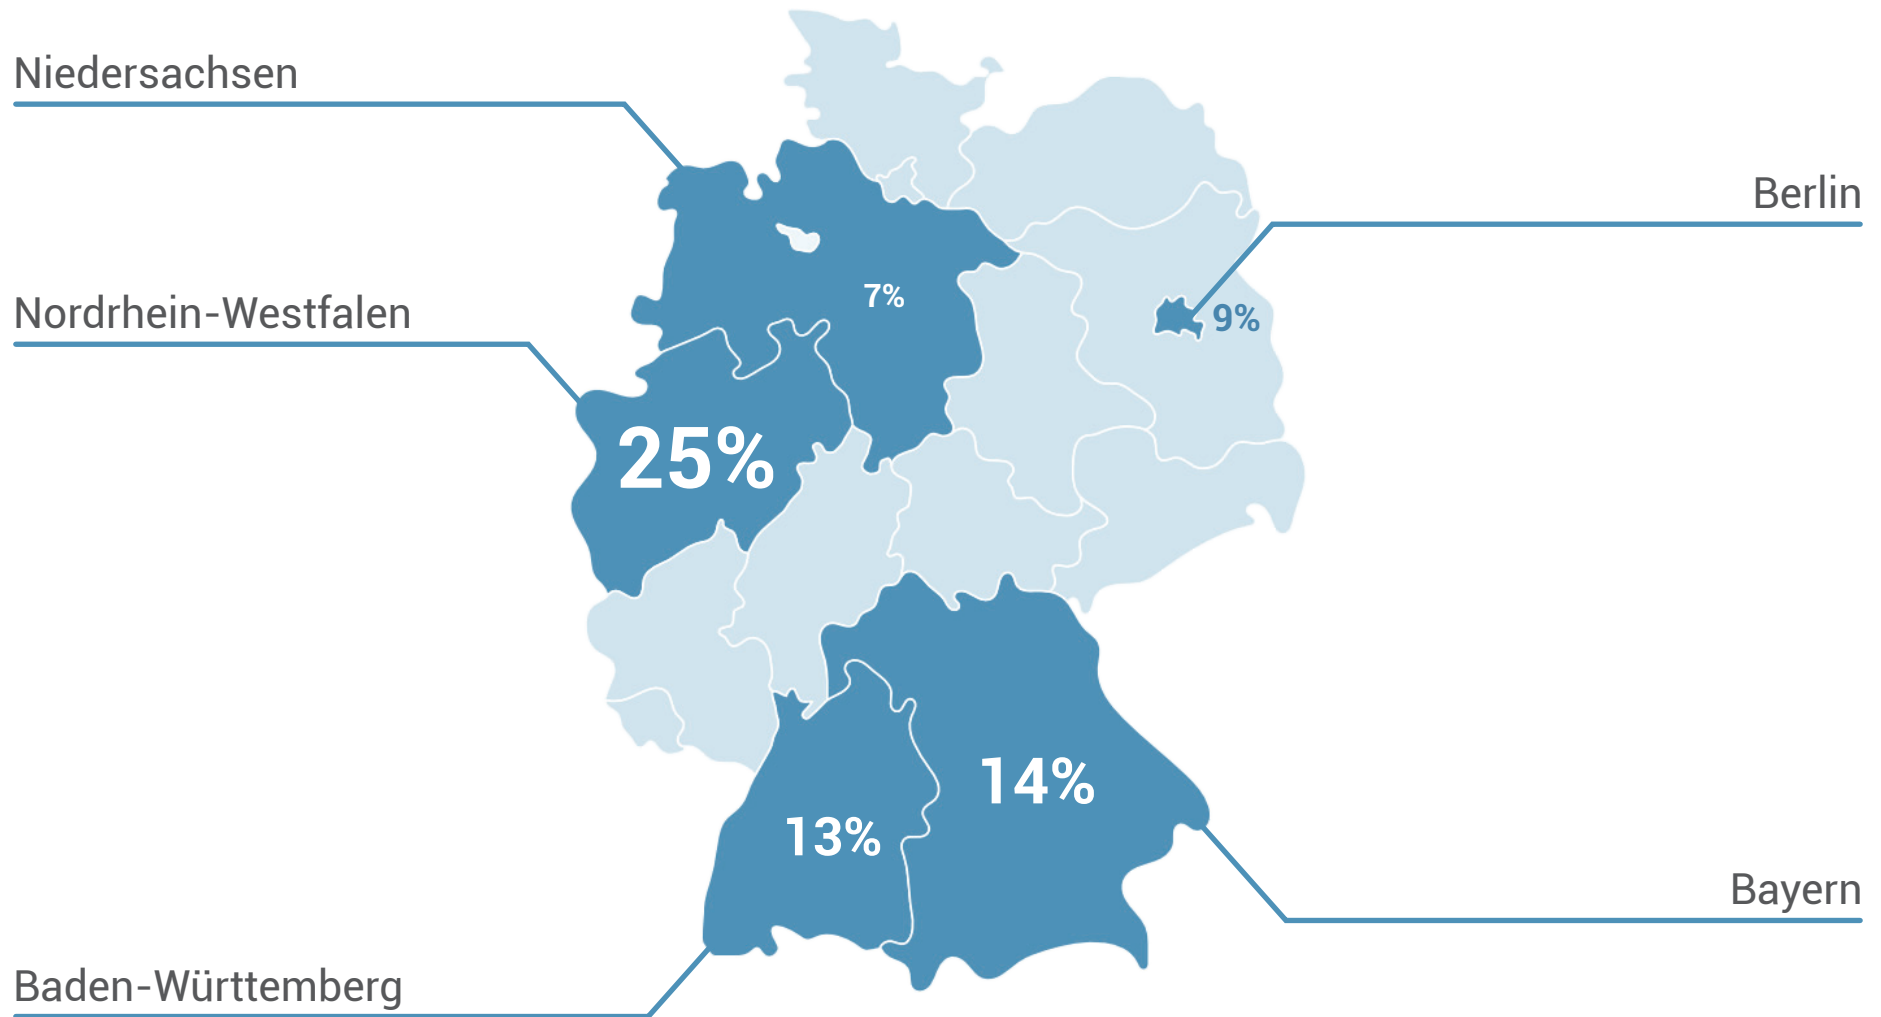 Niedersachsen
Berlin
7%
Nordrhein-Westfalen
9%
25%
14%
13%
Bayern
Baden-Württemberg